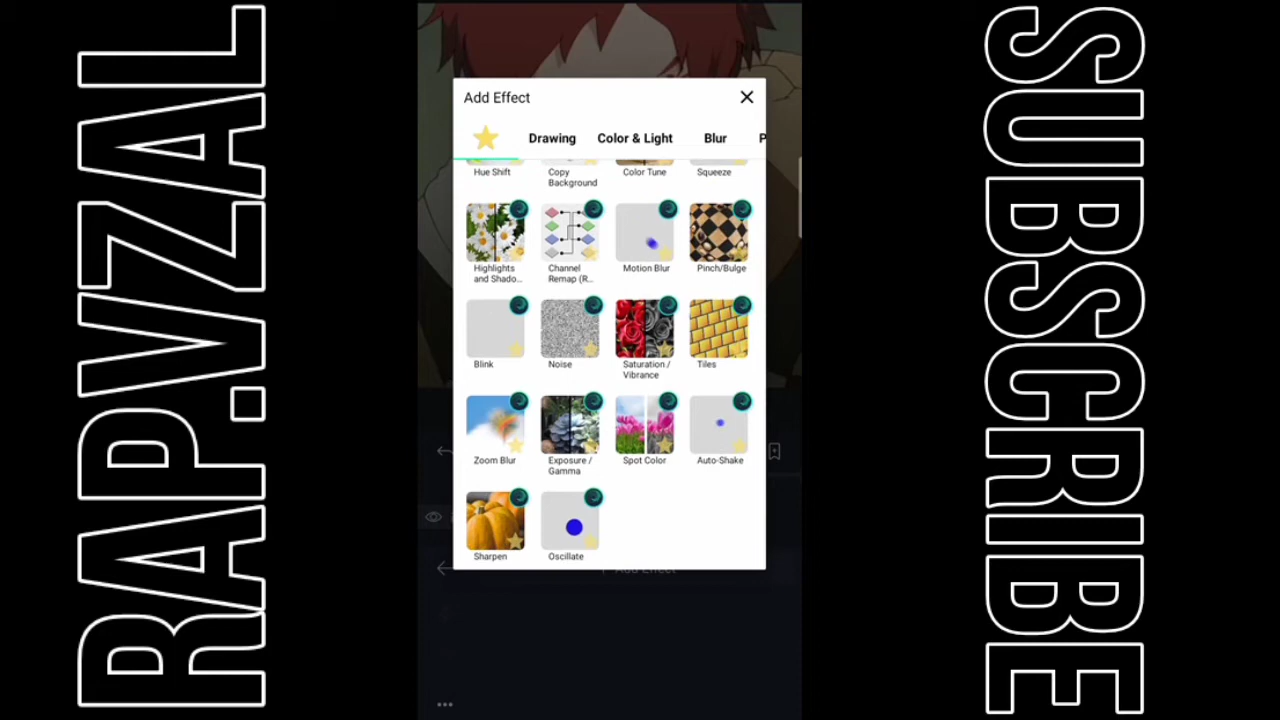 RAP.VZAL
Add Effect
Drawing
Color & Light
Blur
P
Hue Shift
Copy
Background
Color Tune
Squeeze
Highlights
and Shado...
Channel
Remap (R...
Motion Blur
Pinch/Bulge
Blink
Noise
Saturation /
Vibrance
Tiles
Zoom Blur
Exposure /
Gamma
Spot Color
Auto-Shake
Sharpen
Oscillate
Add Effect
SUBSCRIBE